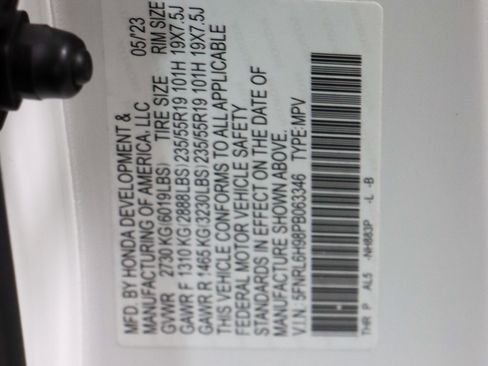 MFD. BY HONDA DEVELOPMENT & 05/23
MANUFACTURING OF AMERICA, LLC
GVWR 2730 KG(6019LBS) TIRE SIZE RIM SIZE
GAWR F 1310 KG(2888LBS) 235/55R19 101H 19X7.5J
GAWR R 1465 KG(3230LBS) 235/55R19 101H 19X7.5J
THIS VEHICLE CONFORMS TO ALL APPLICABLE
FEDERAL MOTOR VEHICLE SAFETY
STANDARDS IN EFFECT ON THE DATE OF
MANUFACTURE SHOWN ABOVE.
V.I.N. 5FNRL6H98PB063346 TYPE:MPV
THR P AL5 -NH883P -L -B